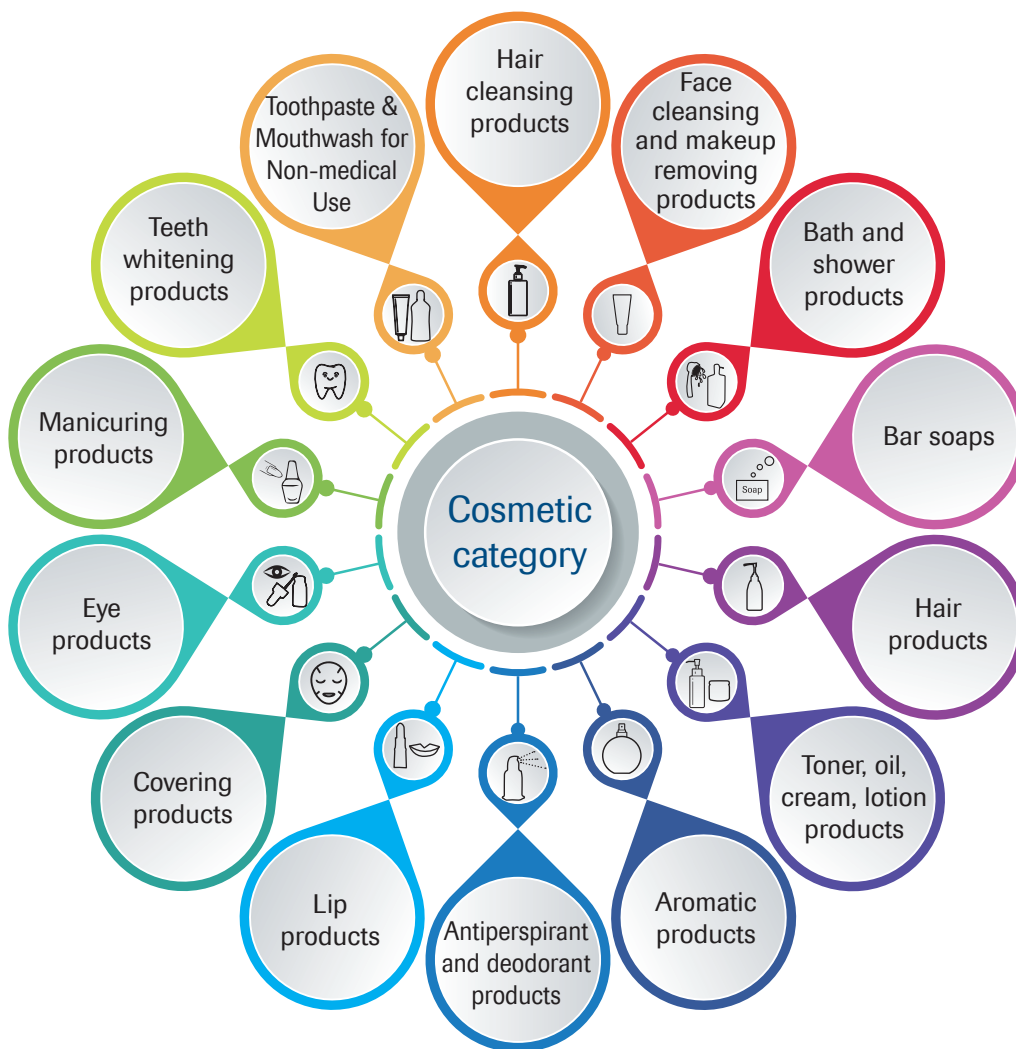 Hair
cleansing
products
Face
cleansing
and makeup
removing
products
Bath and
shower
products
Bar soaps
Soap
Hair
products
Toner, oil,
cream, lotion
products
Aromatic
products
Antiperspirant
and deodorant
products
Lip
products
Covering
products
Eye
products
Manicuring
products
Teeth
whitening
products
Toothpaste &
Mouthwash for
Non-medical
Use
Cosmetic
category